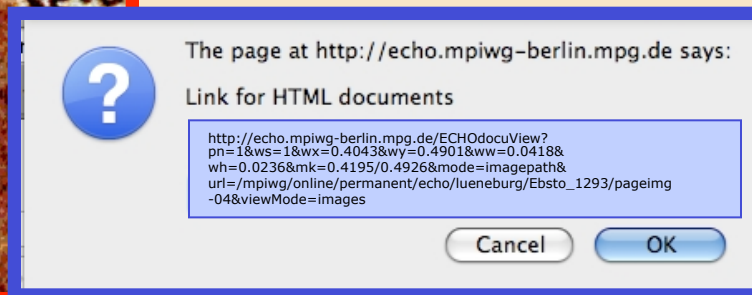 The page at http://echo.mpiwg-berlin.mpg.de says:
?
Link for HTML documents
http://echo.mpiwg-berlin.mpg.de/ECHOdocuView?
pn=1&ws=1&wx=0.4043&wy=0.4901&ww=0.0418&
wh=0.0236&mk=0.4195/0.4926&mode=imagepath&
url=/mpiwg/online/permanent/echo/lueneburg/Ebsto_1293/pageimg
-04&viewMode=images
Cancel OK